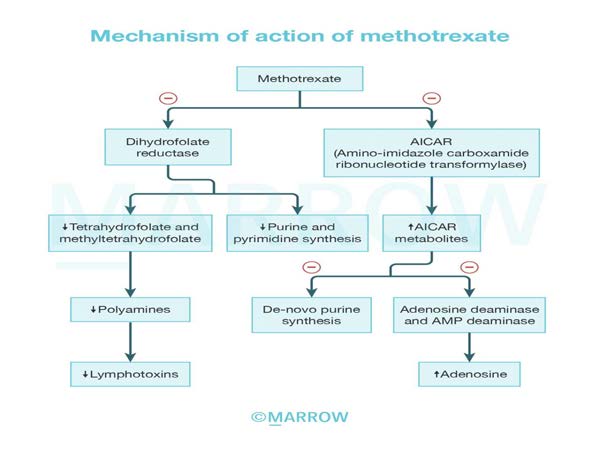 Mechanism of action of methotrexate
Methotrexate
Dihydrofolate
reductase
AICAR
(Amino-imidazole carboxamide
ribonucleotide transformylase)
MARROW
↓Tetrahydrofolate and
methyltetrahydrofolate
↓Purine and
pyrimidine synthesis
↑AICAR
metabolites
↓Polyamines
De-novo purine
synthesis
Adenosine deaminase
and AMP deaminase
↓Lymphotoxins
↑Adenosine
©MARROW